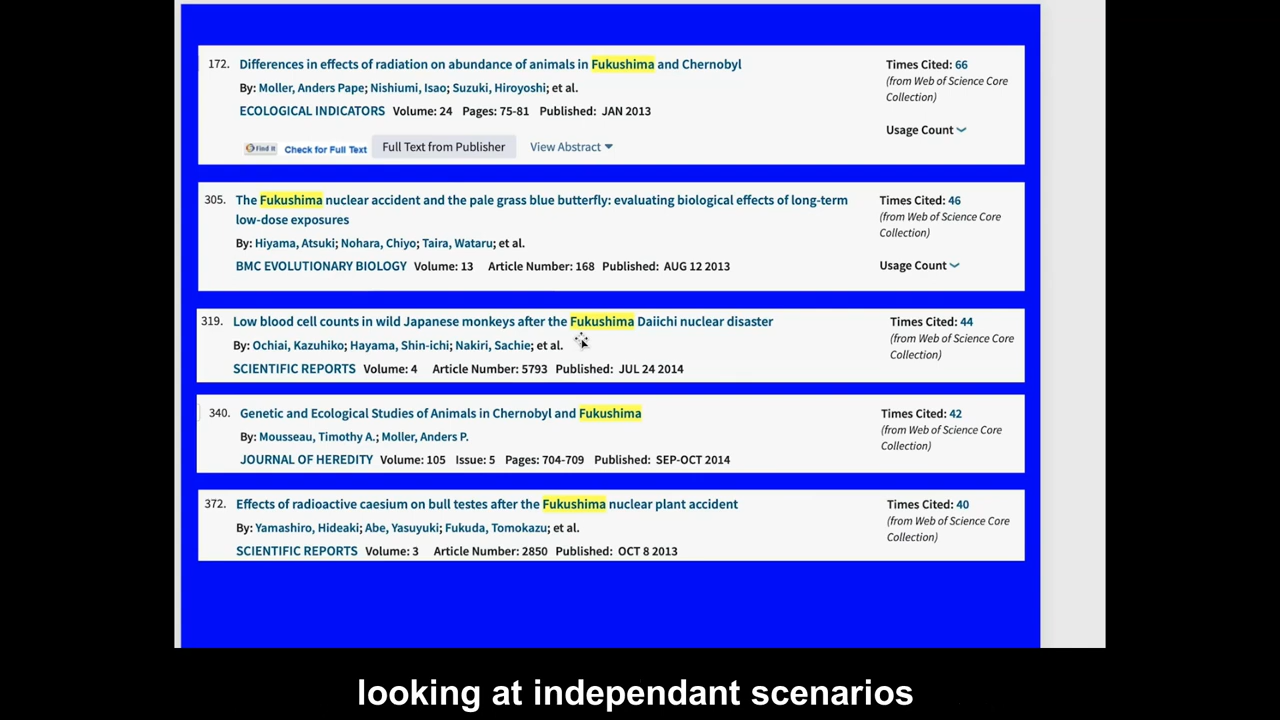 172. Differences in effects of radiation on abundance of animals in Fukushima and Chernobyl
By: Moller, Anders Pape; Nishiumi, Isao; Suzuki, Hiroyoshi; et al.
ECOLOGICAL INDICATORS Volume: 24 Pages: 75-81 Published: JAN 2013
Find It Check for Full Text Full Text from Publisher View Abstract
Times Cited: 66
(from Web of Science Core
Collection)
Usage Count
305. The Fukushima nuclear accident and the pale grass blue butterfly: evaluating biological effects of long-term
low-dose exposures
By: Hiyama, Atsuki; Nohara, Chiyo; Taira, Wataru; et al.
BMC EVOLUTIONARY BIOLOGY Volume: 13 Article Number: 168 Published: AUG 12 2013
Times Cited: 46
(from Web of Science Core
Collection)
Usage Count
319. Low blood cell counts in wild Japanese monkeys after the Fukushima Daiichi nuclear disaster
By: Ochiai, Kazuhiko; Hayama, Shin-ichi; Nakiri, Sachie; et al.
SCIENTIFIC REPORTS Volume: 4 Article Number: 5793 Published: JUL 24 2014
Times Cited: 44
(from Web of Science Core
Collection)
340. Genetic and Ecological Studies of Animals in Chernobyl and Fukushima
By: Mousseau, Timothy A.; Moller, Anders P.
JOURNAL OF HEREDITY Volume: 105 Issue: 5 Pages: 704-709 Published: SEP-OCT 2014
Times Cited: 42
(from Web of Science Core
Collection)
372. Effects of radioactive caesium on bull testes after the Fukushima nuclear plant accident
By: Yamashiro, Hideaki; Abe, Yasuyuki; Fukuda, Tomokazu; et al.
SCIENTIFIC REPORTS Volume: 3 Article Number: 2850 Published: OCT 8 2013
Times Cited: 40
(from Web of Science Core
Collection)
looking at independant scenarios